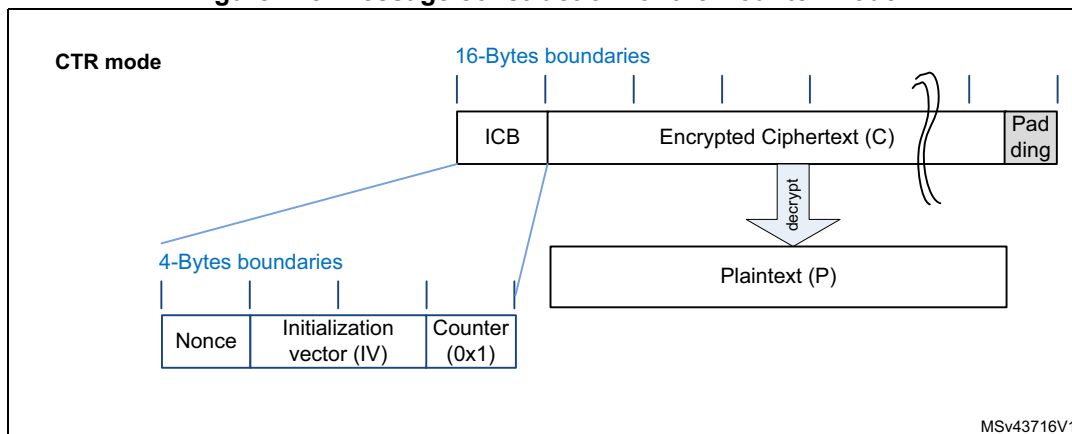 CTR mode
16-Bytes boundaries
ICB
Encrypted Ciphertext (C)
Pad
ding
decrypt
4-Bytes boundaries
Plaintext (P)
Nonce
Initialization
vector (IV)
Counter
(0x1)
MSv43716V1